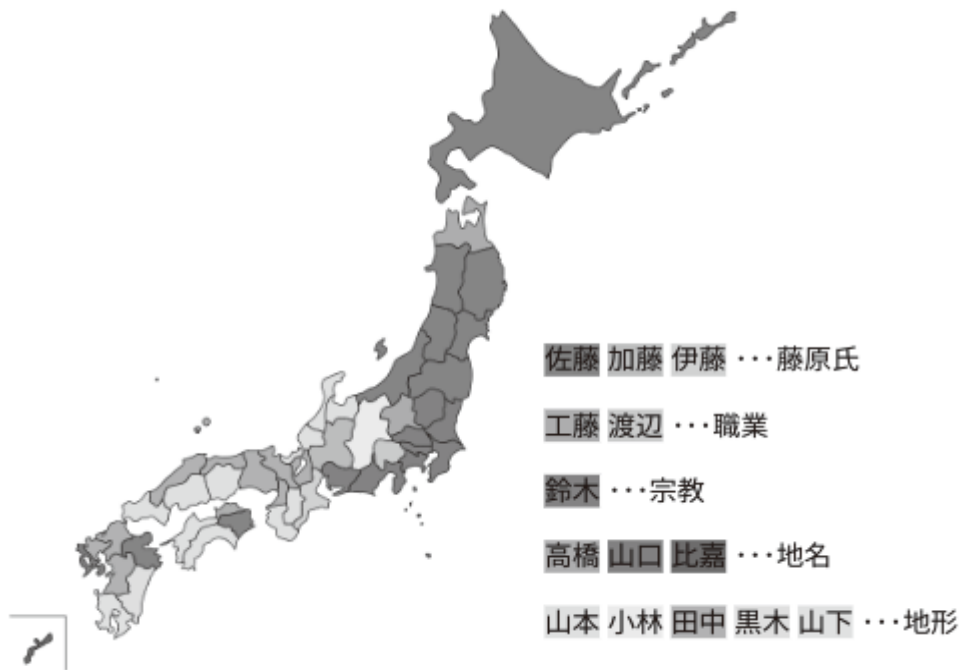 佐藤 加藤 伊藤 ･･･藤原氏
工藤 渡辺 ･･･職業
鈴木 ･･･宗教
高橋 山口 比嘉 ･･･地名
山本 小林 田中 黒木 山下 ･･･地形